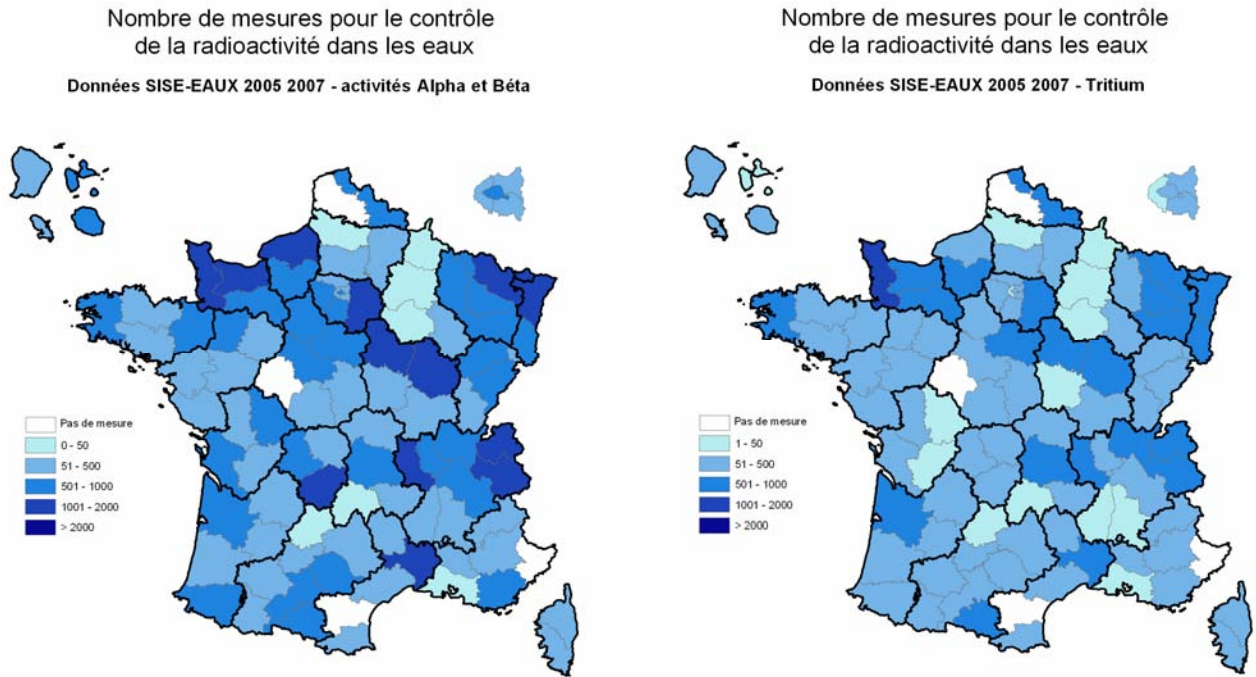 Nombre de mesures pour le contrôle
de la radioactivité dans les eaux
Données SISE-EAUX 2005 2007 - activités Alpha et Béta
Pas de mesure
0 - 50
51 - 500
501 - 1000
1001 - 2000
> 2000
Nombre de mesures pour le contrôle
de la radioactivité dans les eaux
Données SISE-EAUX 2005 2007 - Tritium
Pas de mesure
1 - 50
51 - 500
501 - 1000
1001 - 2000
> 2000